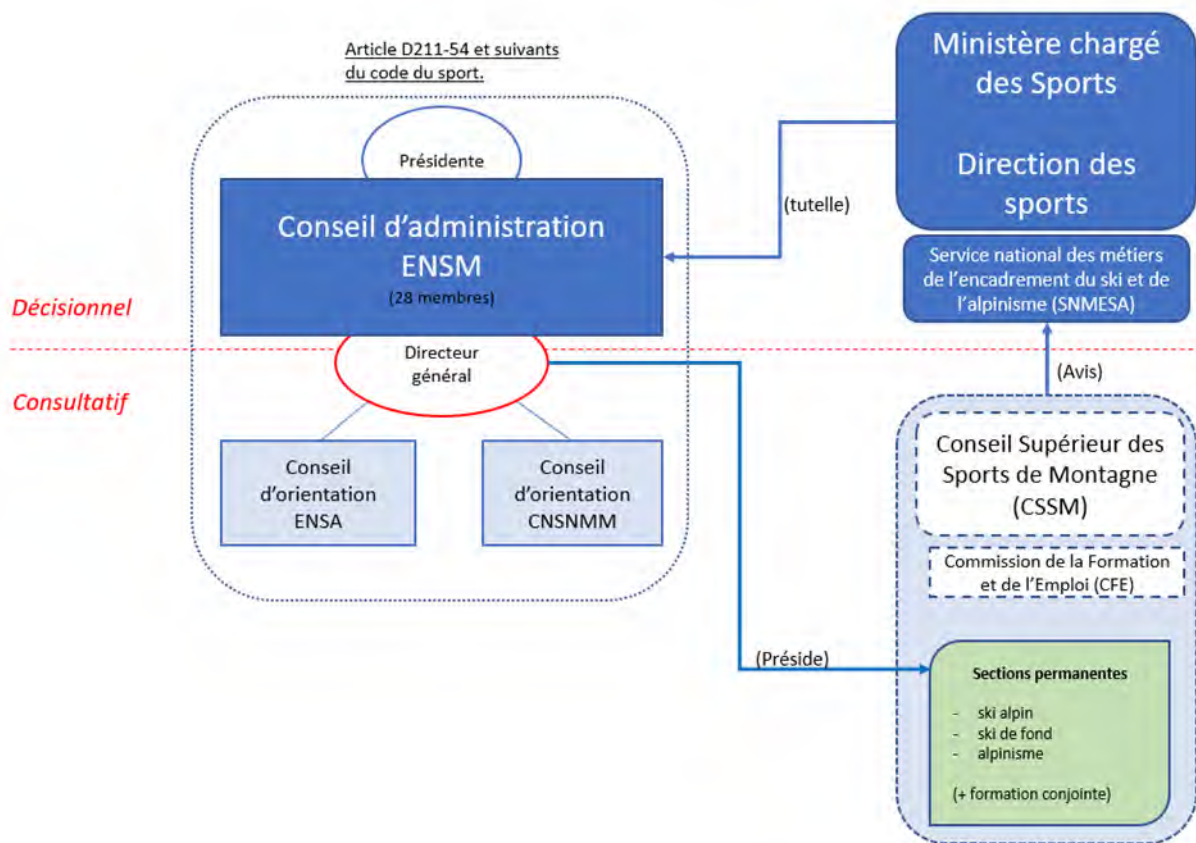 Article D211-54 et suivants
du code du sport.
Présidente
Conseil d'administration
ENSM
(28 membres)
Décisionnel
Directeur
général
Consultatif
Conseil
d'orientation
ENSA
Conseil
d'orientation
CNSNMM
Ministère chargé
des Sports
Direction des
sports
(tutelle)
Service national des métiers
de l'encadrement du ski et de
l'alpinisme (SNMESA)
(Avis)
Conseil Supérieur des
Sports de Montagne
(CSSM)
Commission de la Formation
et de l'Emploi (CFE)
(Préside)
Sections permanentes
- ski alpin
- ski de fond
- alpinisme
(+ formation conjointe)